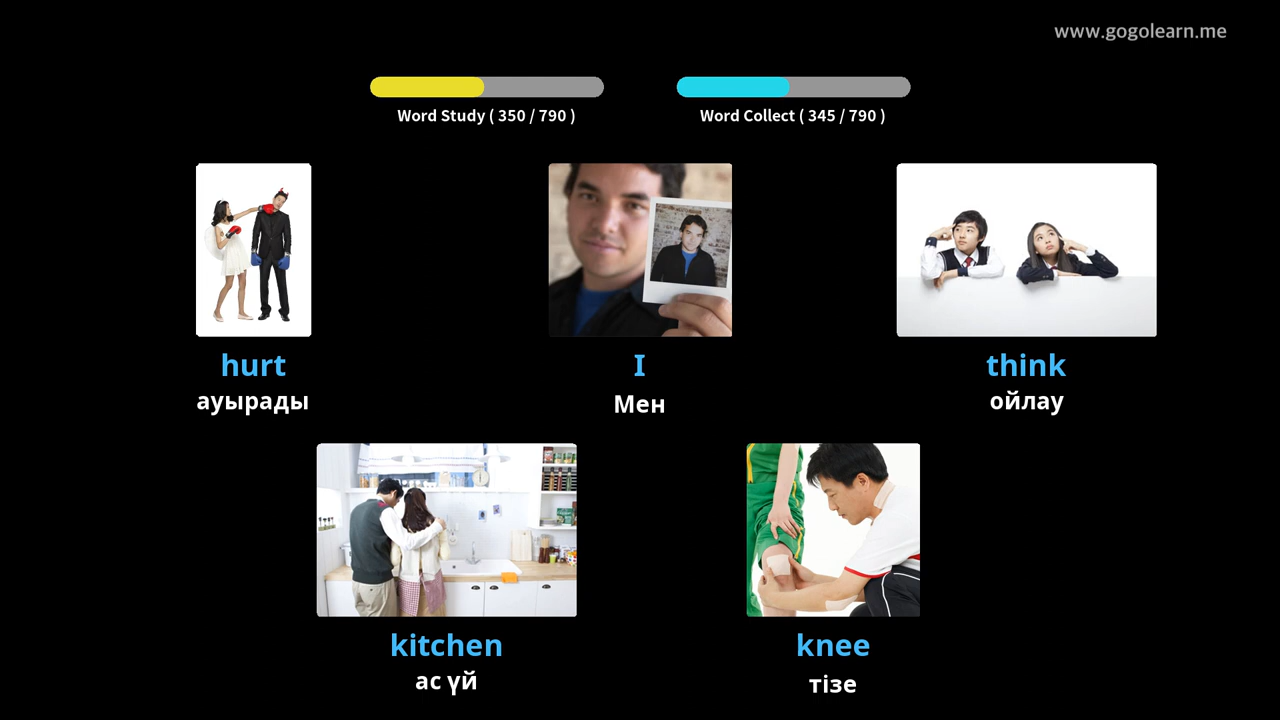 www.gogolearn.me
Word Study ( 350 / 790 )
Word Collect ( 345 / 790 )
hurt
ауырады
I
Мен
think
ойлау
kitchen
ас үй
knee
тізе